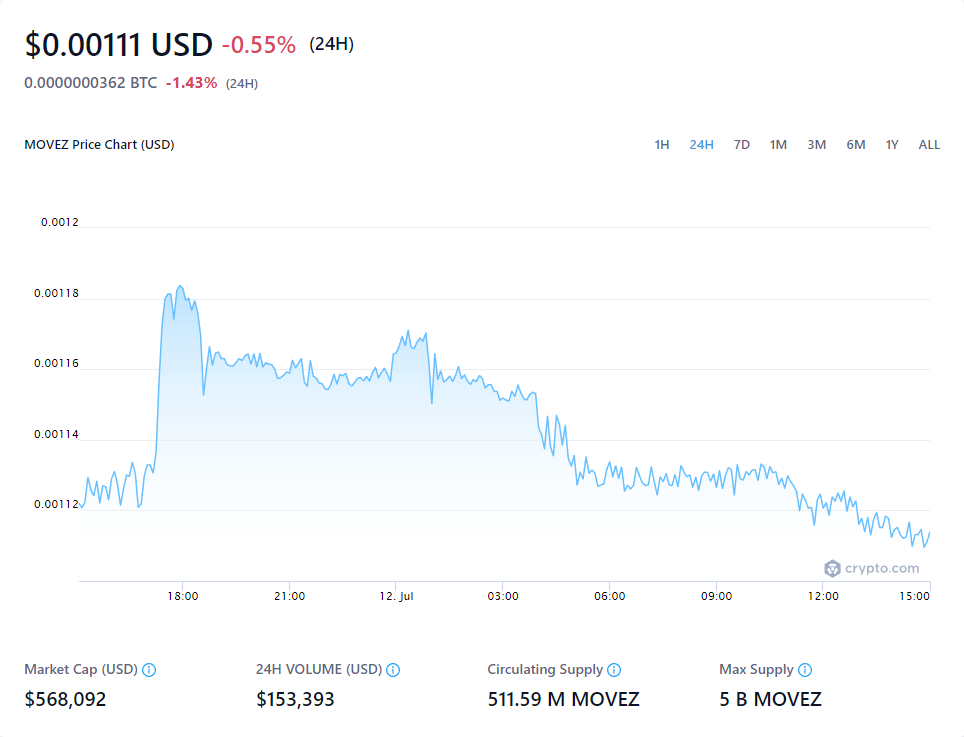 $0.00111 USD -0.55% (24H)
0.0000000362 BTC -1.43% (24H)
MOVEZ Price Chart (USD) 1H 24H 7D 1M 3M 6M 1Y ALL
0.0012
0.00118
0.00116
0.00114
0.00112
crypto.com
18:00 21:00 12. Jul 03:00 06:00 09:00 12:00 15:00
Market Cap (USD) 24H VOLUME (USD) Circulating Supply Max Supply
$568,092 $153,393 511.59 M MOVEZ 5 B MOVEZ